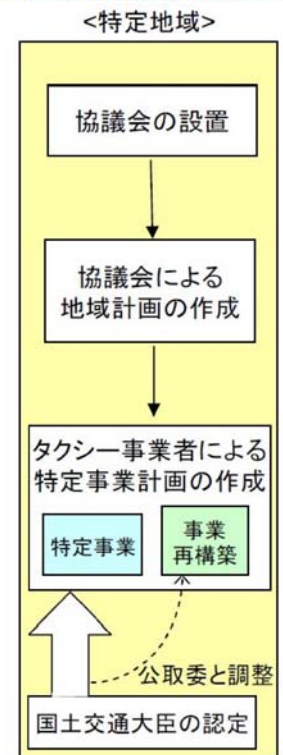 <特定地域>
協議会の設置
協議会による
地域計画の作成
タクシー事業者による
特定事業計画の作成
特定事業
事業
再構築
公取委と調整
国土交通大臣の認定